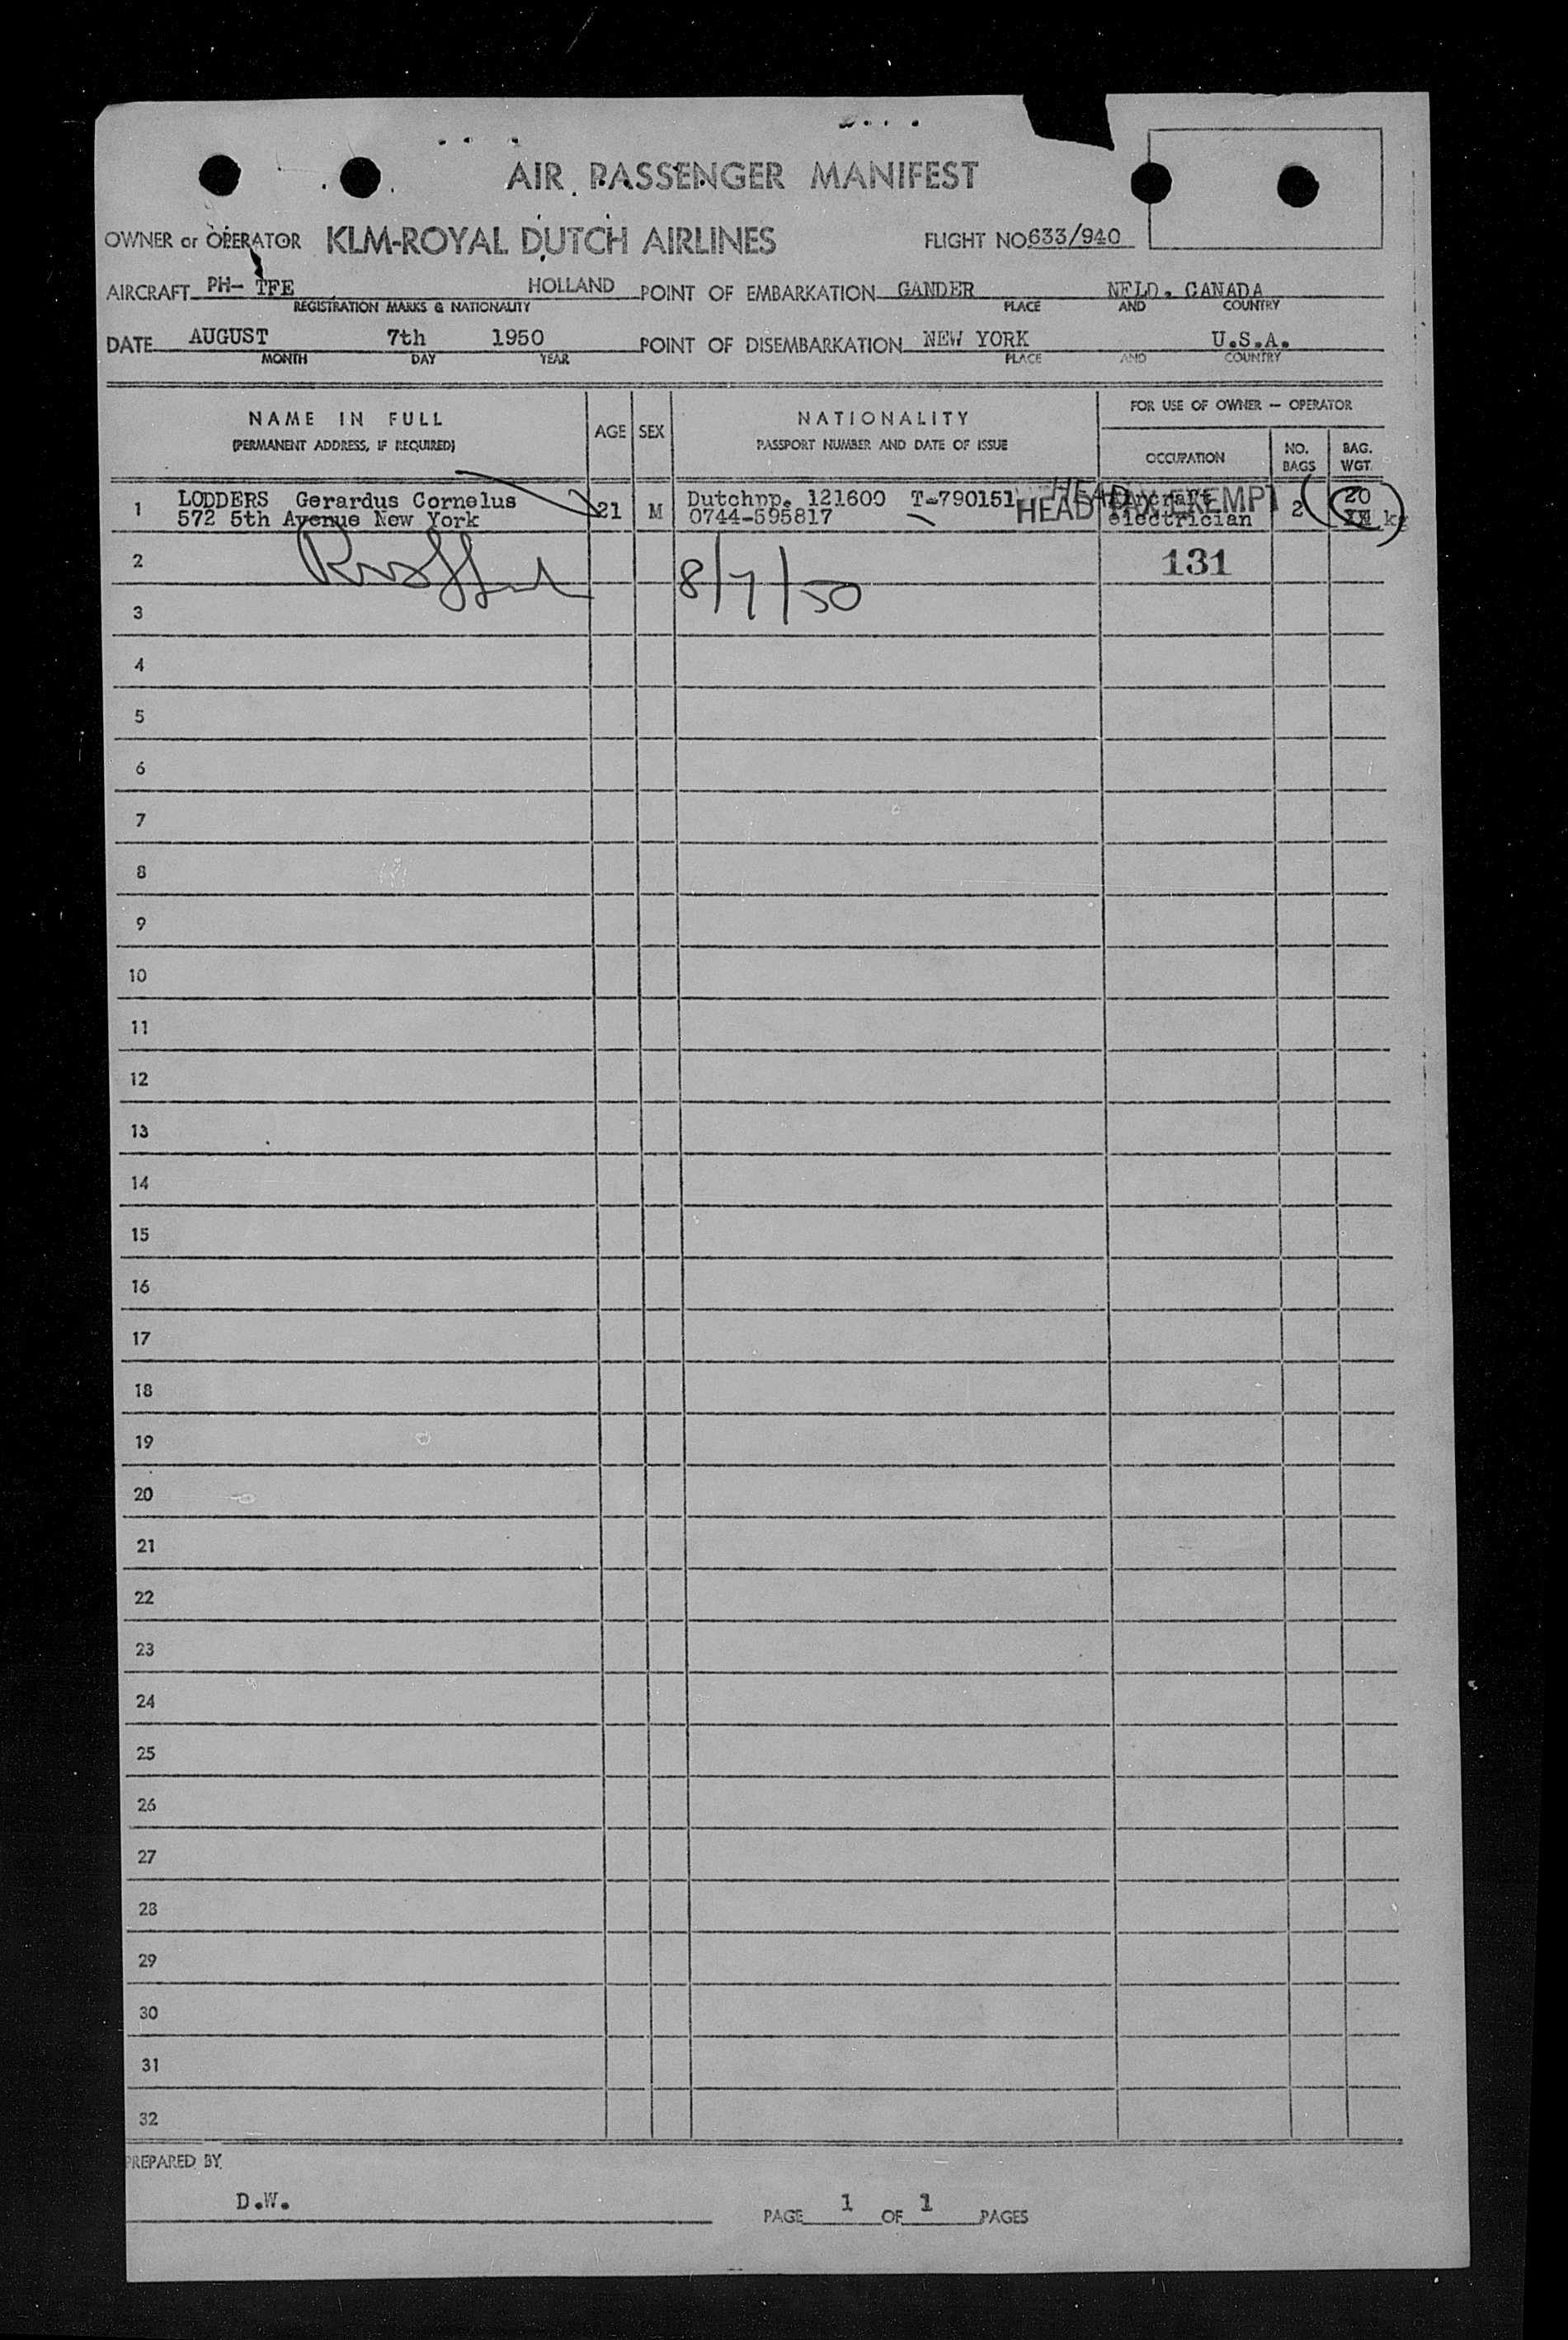 AIR PASSENGER MANIFEST
OWNER or OPERATOR KLM-ROYAL DUTCH AIRLINES FLIGHT NO. 633/940
AIRCRAFT PH- TFE HOLLAND POINT OF EMBARKATION GANDER NFLD. CANADA
REGISTRATION MARKS & NATIONALITY PLACE AND COUNTRY
DATE AUGUST 7th 1950 POINT OF DISEMBARKATION NEW YORK U.S.A.
MONTH DAY YEAR PLACE AND COUNTRY
NAME IN FULL
(PERMANENT ADDRESS, IF REQUIRED)
AGE SEX
NATIONALITY
PASSPORT NUMBER AND DATE OF ISSUE
FOR USE OF OWNER — OPERATOR
OCCUPATION
NO. BAGS
BAG. WGT.
1 LODDERS Gerardus Cornelus 21 M Dutchpp. 121600 T-790151 aircraft 2 20
572 5th Avenue New York 0744-595817 electrician kg
HEAD TAX EXEMPT
2 131
8/7/50
3
4
5
6
7
8
9
10
11
12
13
14
15
16
17
18
19
20
21
22
23
24
25
26
27
28
29
30
31
32
PREPARED BY
D.W.
PAGE 1 OF 1 PAGES